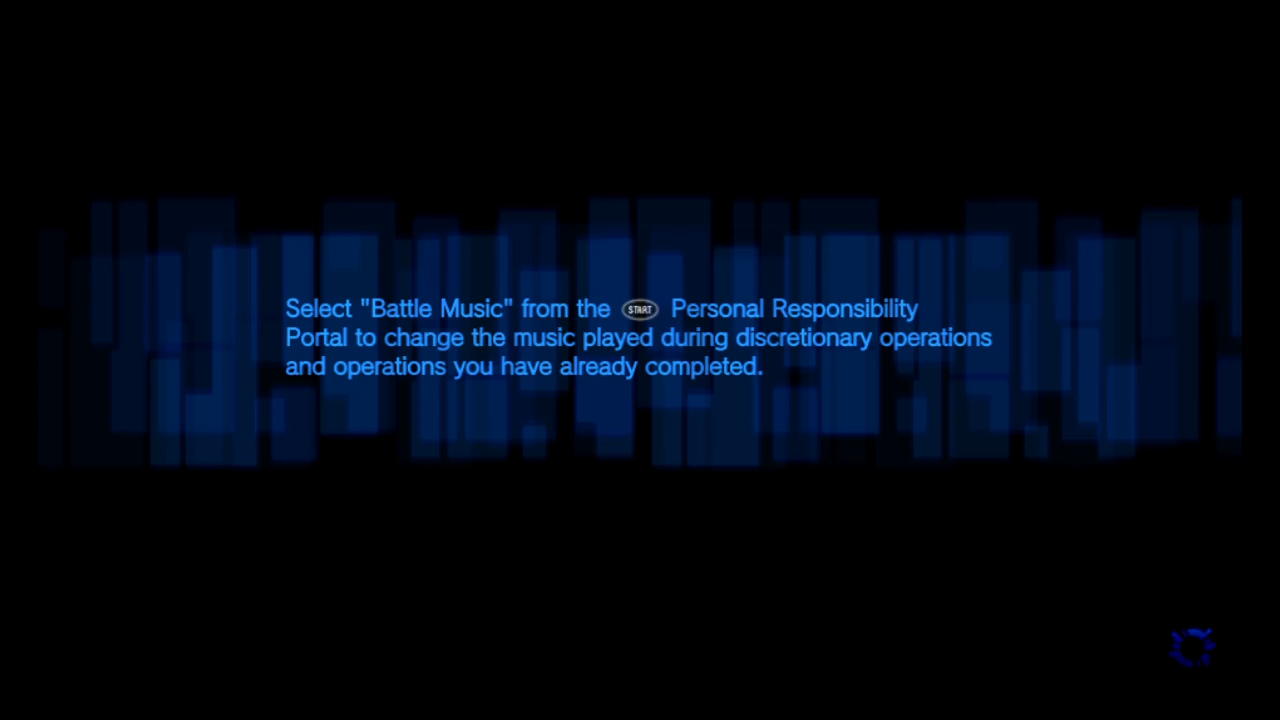 Select "Battle Music" from the START Personal Responsibility
Portal to change the music played during discretionary operations
and operations you have already completed.